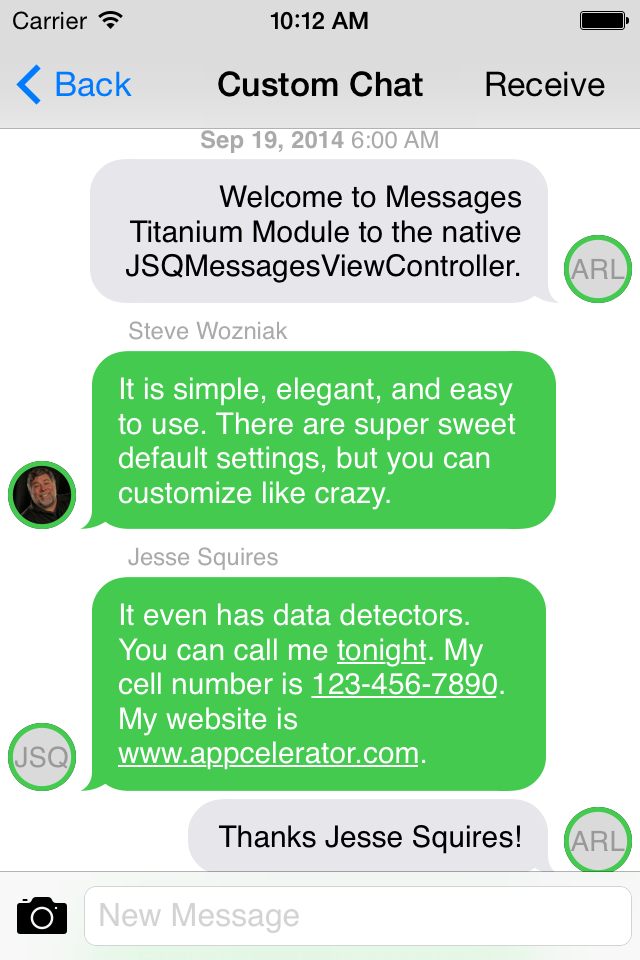 Carrier 10:12 AM
Back Custom Chat Receive
Sep 19, 2014 6:00 AM
Welcome to Messages
Titanium Module to the native
JSQMessagesViewController.
ARL
Steve Wozniak
It is simple, elegant, and easy
to use. There are super sweet
default settings, but you can
customize like crazy.
Jesse Squires
It even has data detectors.
You can call me tonight. My
cell number is 123-456-7890.
My website is
www.appcelerator.com.
JSQ
Thanks Jesse Squires!
ARL
New Message